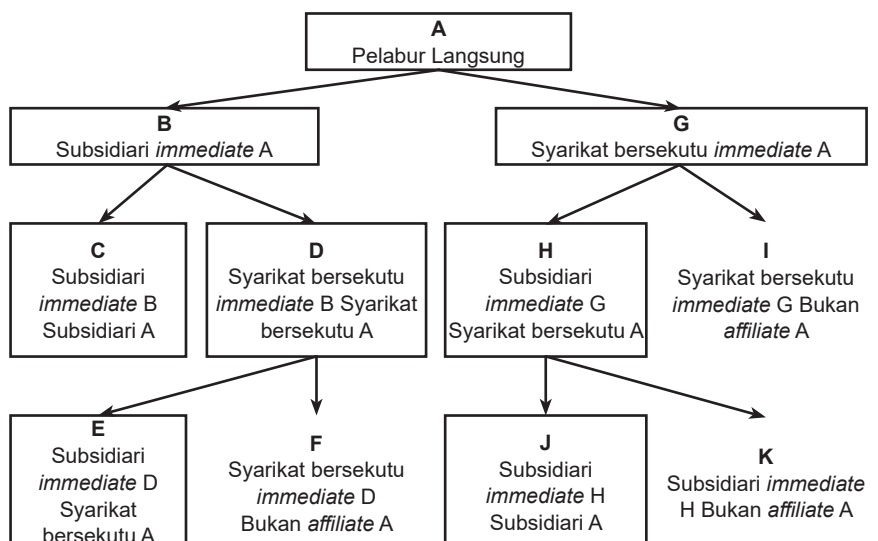 A
Pelabur Langsung
B
Subsidiari immediate A
G
Syarikat bersekutu immediate A
C
Subsidiari
immediate B
Subsidiari A
D
Syarikat bersekutu
immediate B Syarikat
bersekutu A
H
Subsidiari
immediate G
Syarikat bersekutu A
I
Syarikat bersekutu
immediate G Bukan
affiliate A
E
Subsidiari
immediate D
Syarikat
bersekutu A
F
Syarikat bersekutu
immediate D
Bukan affiliate A
J
Subsidiari
immediate H
Subsidiari A
K
Subsidiari immediate
H Bukan affiliate A